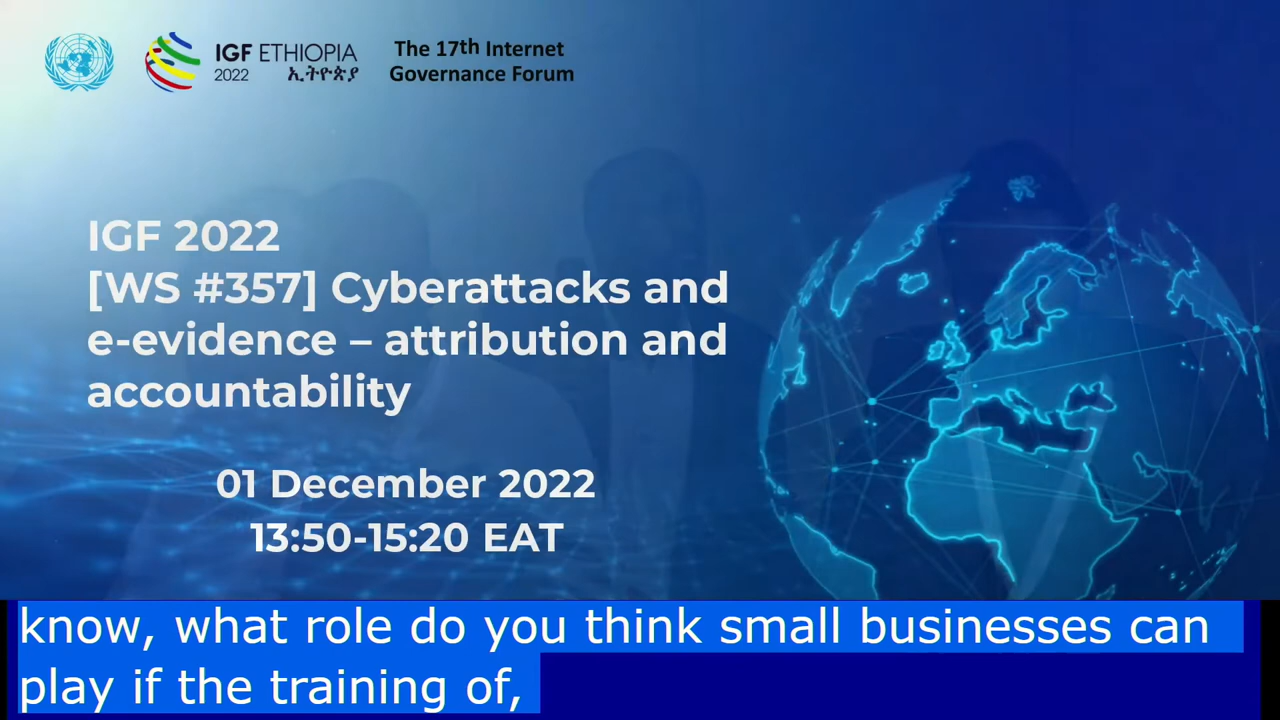 IGF ETHIOPIA
2022 ኢትዮጵያ
The 17th Internet
Governance Forum
IGF 2022
[WS #357] Cyberattacks and
e-evidence – attribution and
accountability
01 December 2022
13:50-15:20 EAT
know, what role do you think small businesses can
play if the training of,